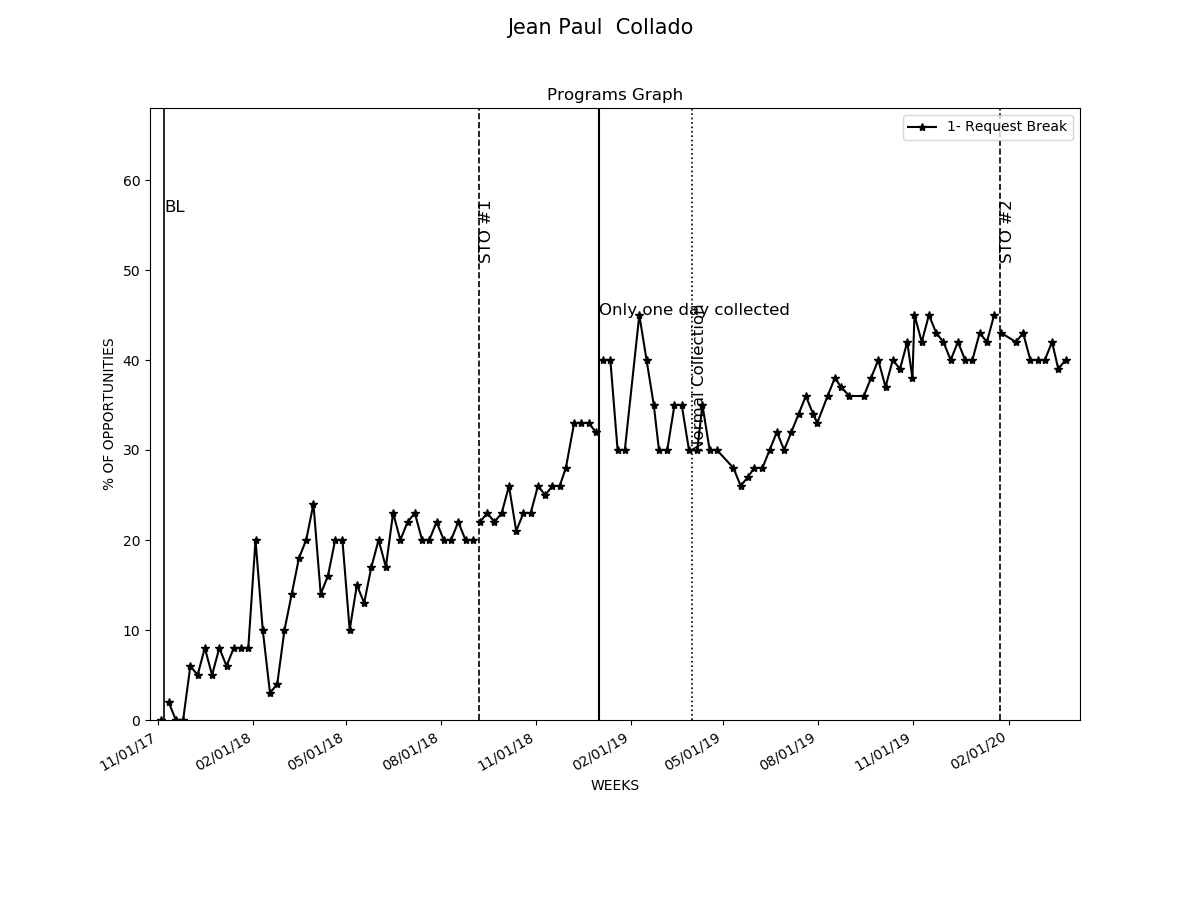 Jean Paul  Collado
Programs Graph
1- Request Break
BL
STO #1
Only one day collected
Normal Collection
STO #2
% OF OPPORTUNITIES
60
50
40
30
20
10
0
11/01/17
02/01/18
05/01/18
08/01/18
11/01/18
02/01/19
05/01/19
08/01/19
11/01/19
02/01/20
WEEKS